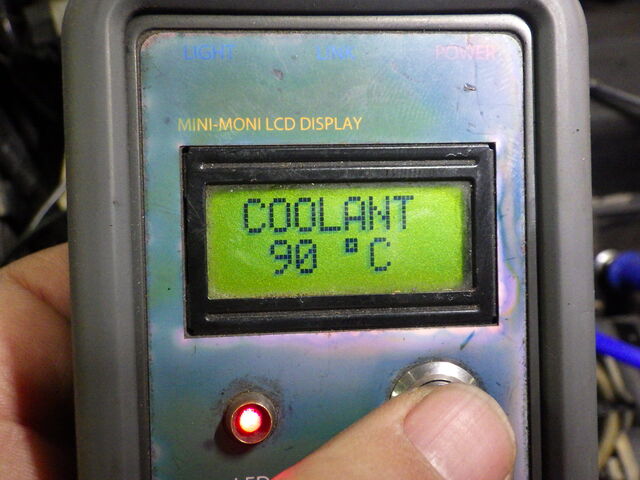 LIGHT LINK POWER
MINI-MONI LCD DISPLAY
COOLANT
90 °C